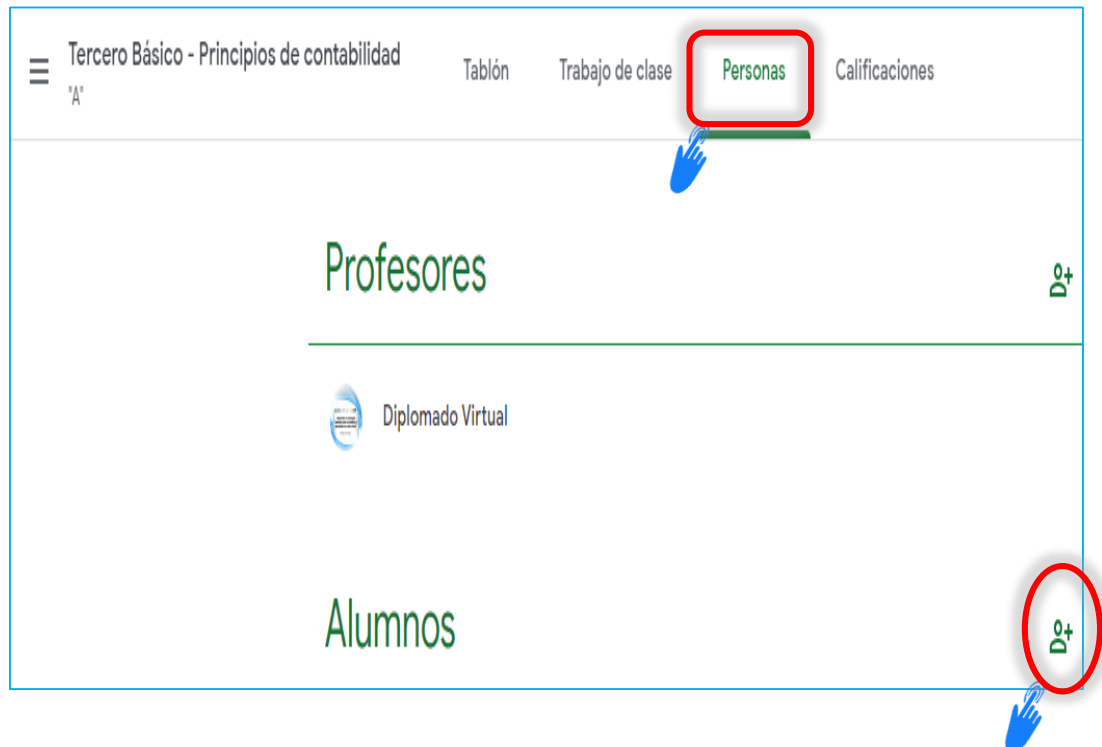 Tercero Básico - Principios de contabilidad
"A"
Tablón Trabajo de clase Personas Calificaciones
Profesores
Diplomado Virtual
Alumnos